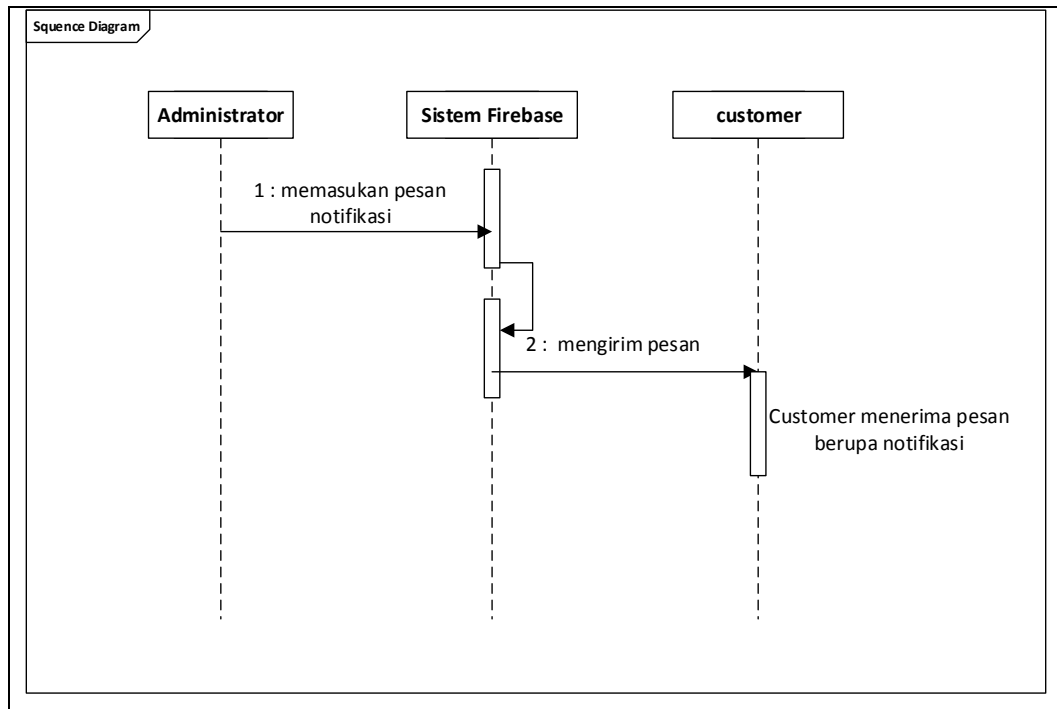 Squence Diagram
Administrator
Sistem Firebase
customer
1 : memasukan pesan
notifikasi
2 : mengirim pesan
Customer menerima pesan
berupa notifikasi